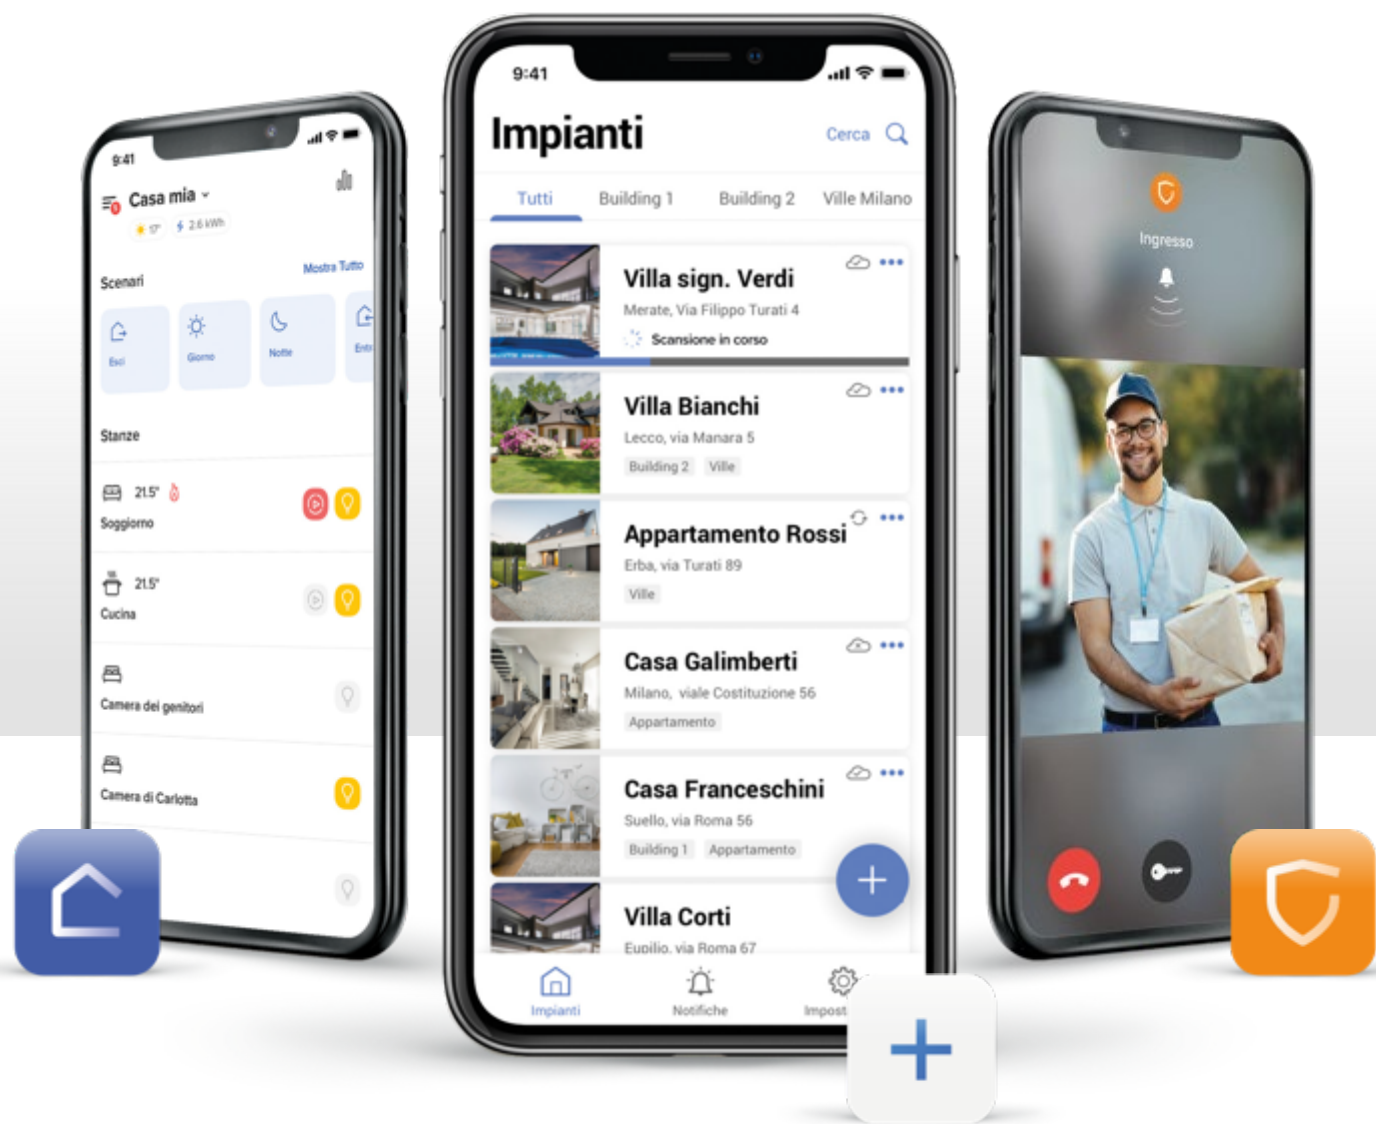 9:41
Casa mia
17°
2.6 kWh
Scenari
Mostra Tutto
Esci
Giorno
Notte
Stanze
21.5°
Soggiorno
21.5°
Cucina
Camera dei genitori
Camera di Carlotta
9:41
Impianti
Cerca
Tutti
Building 1
Building 2
Ville Milano
Villa sign. Verdi
Merate, Via Filippo Turati 4
Scansione in corso
Villa Bianchi
Lecco, via Manara 5
Building 2
Ville
Appartamento Rossi
Erba, via Turati 89
Ville
Casa Galimberti
Milano, viale Costituzione 56
Appartamento
Casa Franceschini
Suello, via Roma 56
Building 1
Appartamento
Villa Corti
Eupilio, via Roma 67
Impianti
Notifiche
Ingresso